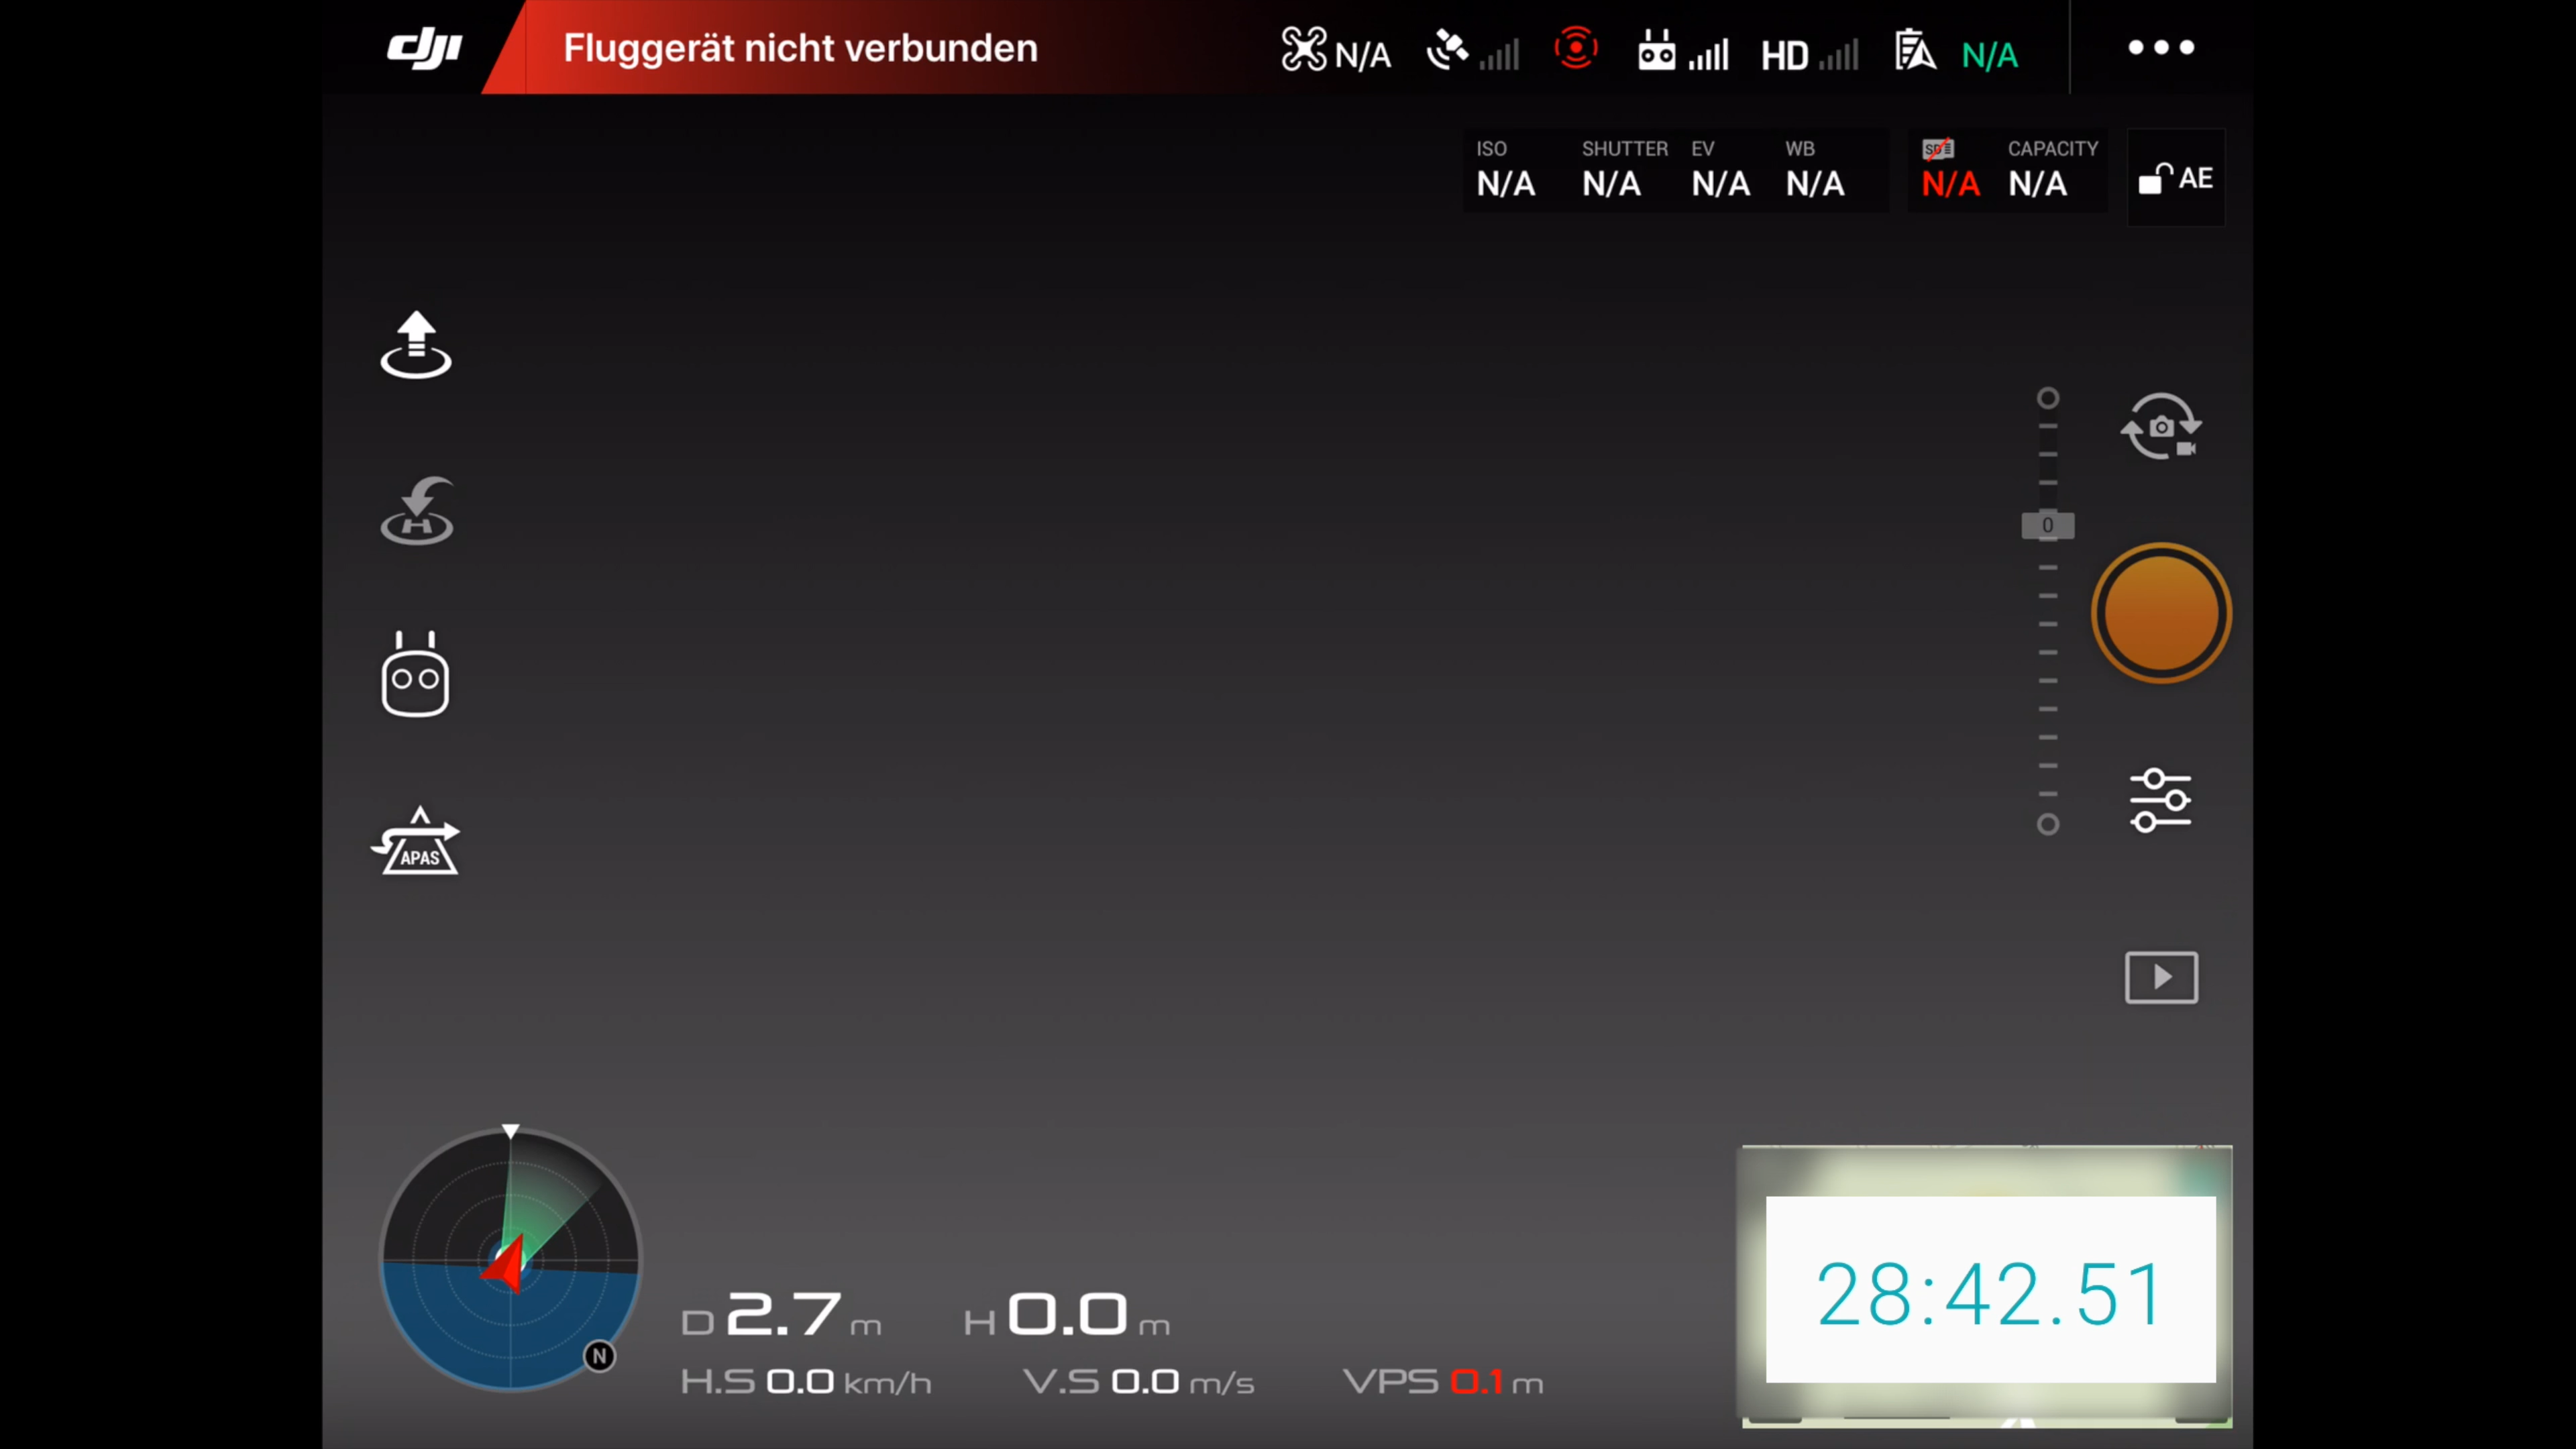 dji
Fluggerät nicht verbunden
N/A
HD
N/A
ISO
N/A
SHUTTER
N/A
EV
N/A
WB
N/A
SD
N/A
CAPACITY
N/A
AE
H
0
APAS
N
D 2.7 m
H 0.0 m
H.S 0.0 km/h
V.S 0.0 m/s
VPS 0.1 m
28:42.51